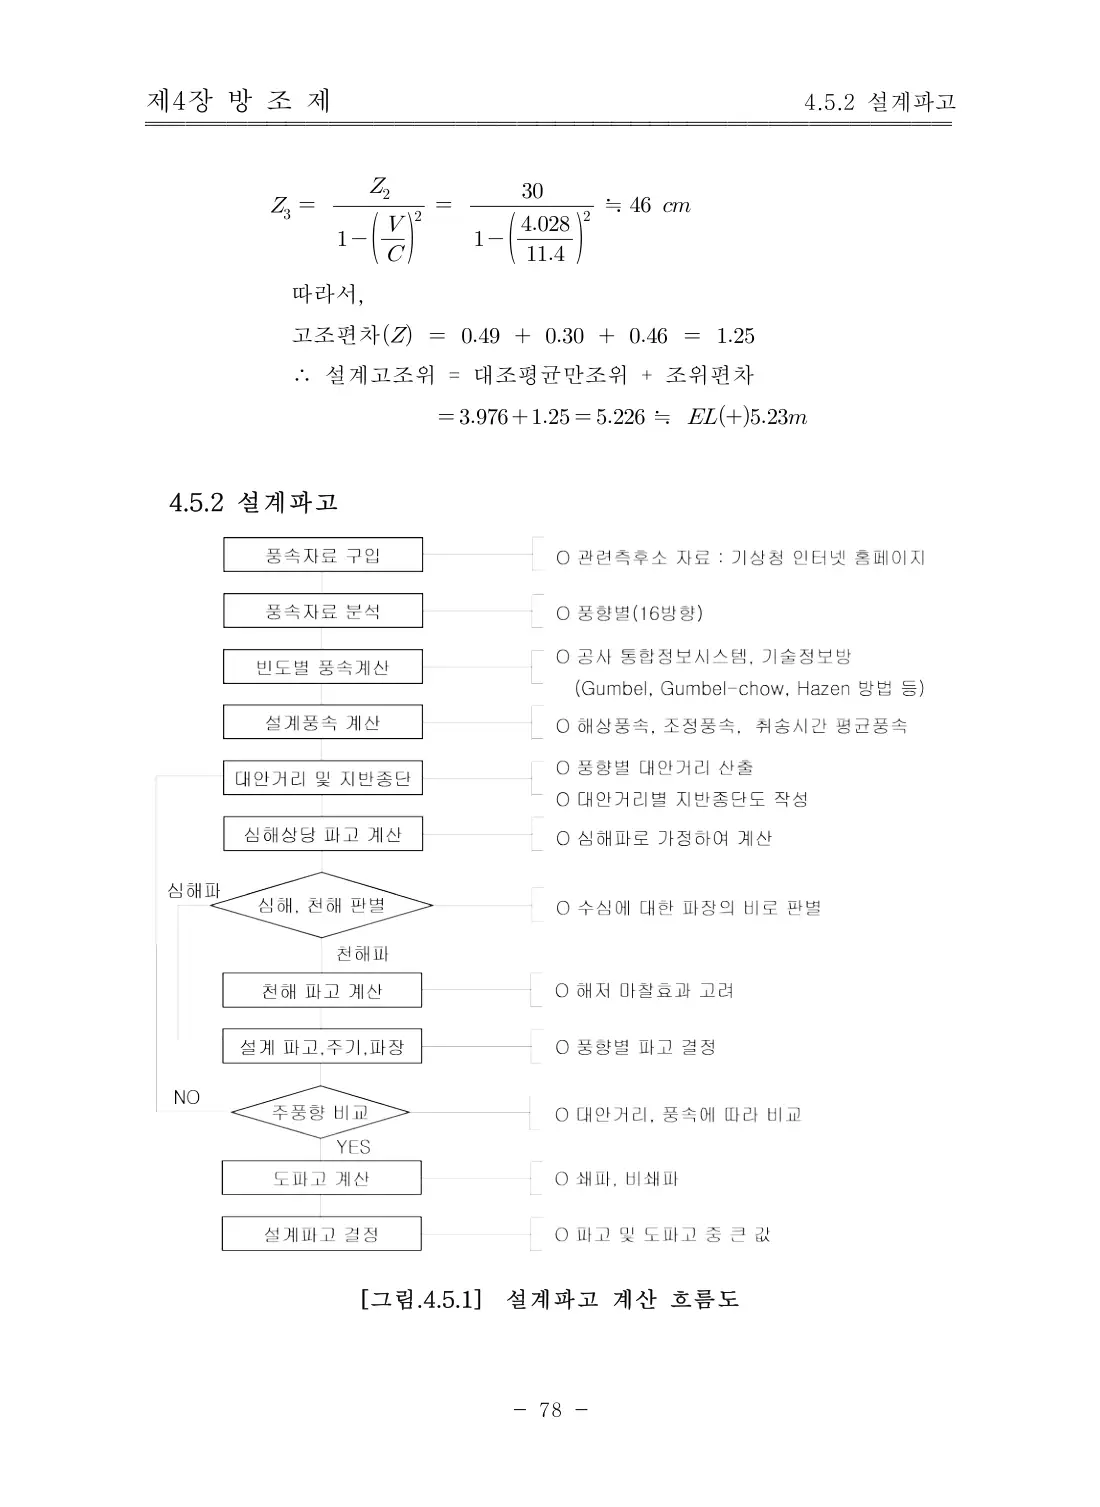 제4장 방 조 제 4.5.2 설계파고
Z₃ = Z₂ / (1-(V/C)²) = 30 / (1-(4.028/11.4)²) ≒ 46 cm
따라서,
고조편차(Z) = 0.49 + 0.30 + 0.46 = 1.25
∴ 설계고조위 = 대조평균만조위 + 조위편차
=3.976+1.25=5.226≒ EL(+)5.23m
4.5.2 설계파고
풍속자료 구입 O 관련측후소 자료 : 기상청 인터넷 홈페이지
풍속자료 분석 O 풍향별(16방향)
빈도별 풍속계산 O 공사 통합정보시스템, 기술정보방
(Gumbel, Gumbel-chow, Hazen 방법 등)
설계풍속 계산 O 해상풍속, 조정풍속, 취송시간 평균풍속
대안거리 및 지반종단 O 풍향별 대안거리 산출
O 대안거리별 지반종단도 작성
심해상당 파고 계산 O 심해파로 가정하여 계산
심해파
심해, 천해 판별 O 수심에 대한 파장의 비로 판별
천해파
천해 파고 계산 O 해저 마찰효과 고려
설계 파고,주기,파장 O 풍향별 파고 결정
NO
주풍향 비교 O 대안거리, 풍속에 따라 비교
YES
도파고 계산 O 쇄파, 비쇄파
설계파고 결정 O 파고 및 도파고 중 큰 값
[그림.4.5.1] 설계파고 계산 흐름도
- 78 -